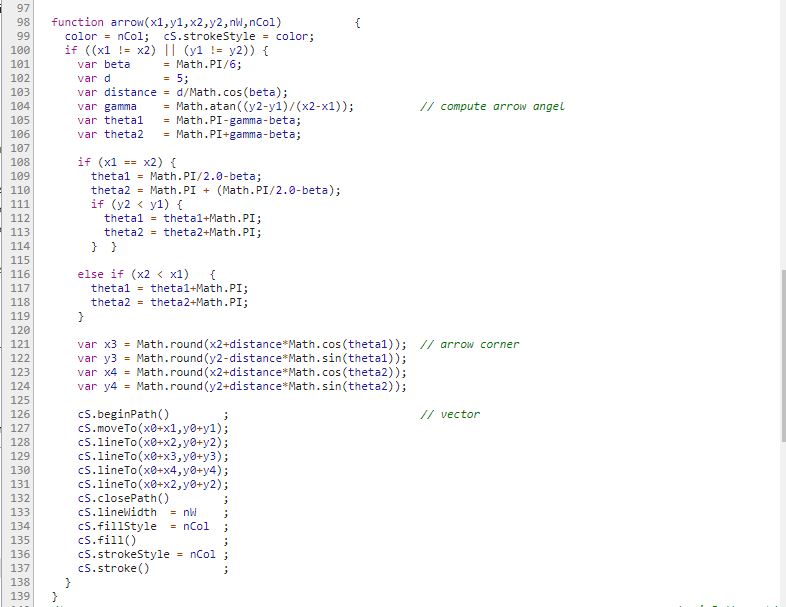 97
98 function arrow(x1,y1,x2,y2,nW,nCol) {
99 color = nCol; cS.strokeStyle = color;
100 if ((x1 != x2) || (y1 != y2)) {
101 var beta = Math.PI/6;
102 var d = 5;
103 var distance = d/Math.cos(beta);
104 var gamma = Math.atan((y2-y1)/(x2-x1)); // compute arrow angel
105 var theta1 = Math.PI-gamma-beta;
106 var theta2 = Math.PI+gamma-beta;
107
108 if (x1 == x2) {
109 theta1 = Math.PI/2.0-beta;
110 theta2 = Math.PI + (Math.PI/2.0-beta);
111 if (y2 < y1) {
112 theta1 = theta1+Math.PI;
113 theta2 = theta2+Math.PI;
114 } }
115
116 else if (x2 < x1) {
117 theta1 = theta1+Math.PI;
118 theta2 = theta2+Math.PI;
119 }
120
121 var x3 = Math.round(x2+distance*Math.cos(theta1)); // arrow corner
122 var y3 = Math.round(y2-distance*Math.sin(theta1));
123 var x4 = Math.round(x2+distance*Math.cos(theta2));
124 var y4 = Math.round(y2+distance*Math.sin(theta2));
125
126 cS.beginPath() ; // vector
127 cS.moveTo(x0+x1,y0+y1);
128 cS.lineTo(x0+x2,y0+y2);
129 cS.lineTo(x0+x3,y0+y3);
130 cS.lineTo(x0+x4,y0+y4);
131 cS.lineTo(x0+x2,y0+y2);
132 cS.closePath() ;
133 cS.lineWidth = nW ;
134 cS.fillStyle = nCol ;
135 cS.fill() ;
136 cS.strokeStyle = nCol ;
137 cS.stroke() ;
138 }
139 }